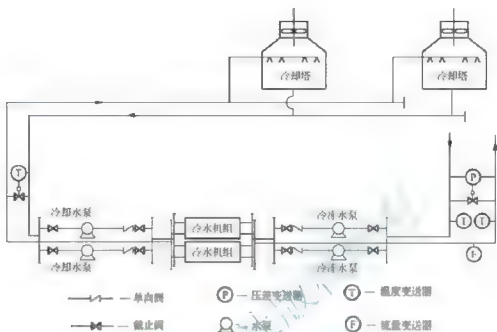 冷却塔 冷却塔
T
P
冷却水泵 冷冻水泵
T T
冷水机组
冷水机组
F
冷却水泵 冷冻水泵
单向阀 P 压差变送器 T 温度变送器
截止阀 水泵 F 流量变送器